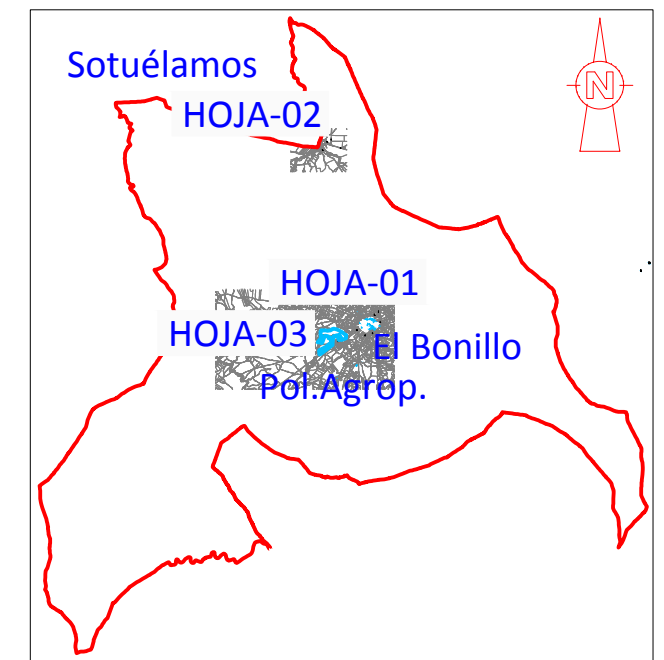 Sotuélamos
N
HOJA-02
HOJA-01
HOJA-03
El Bonillo
Pol.Agrop.